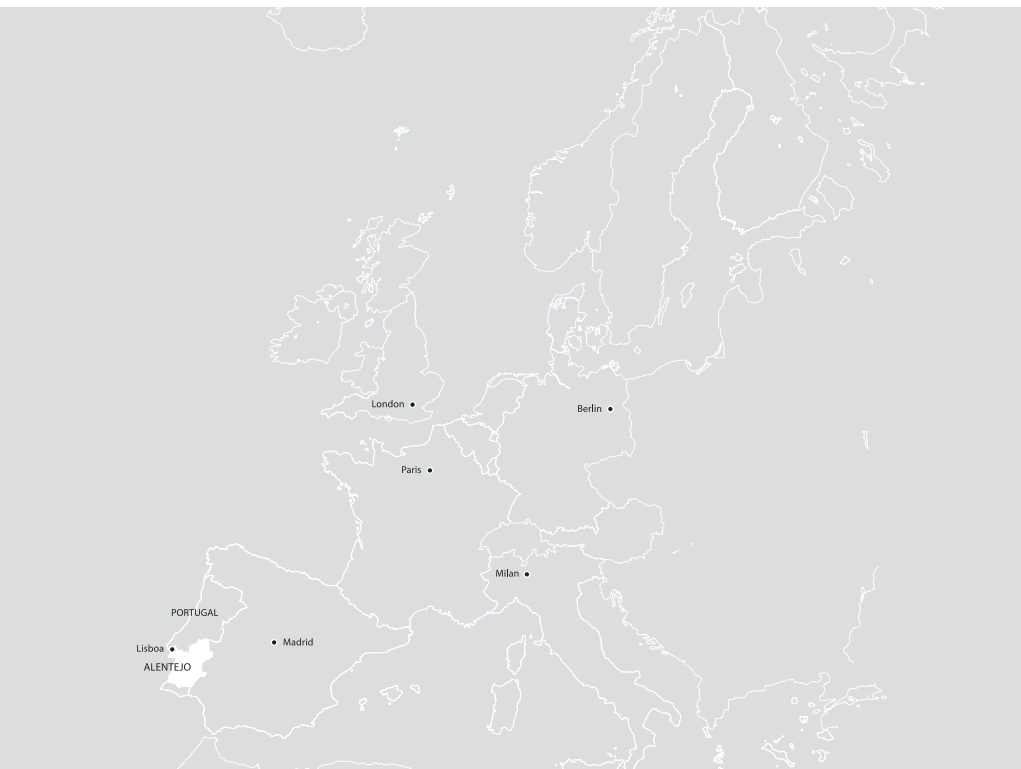 London
Berlin
Paris
Milan
PORTUGAL
Madrid
Lisboa
ALENTEJO